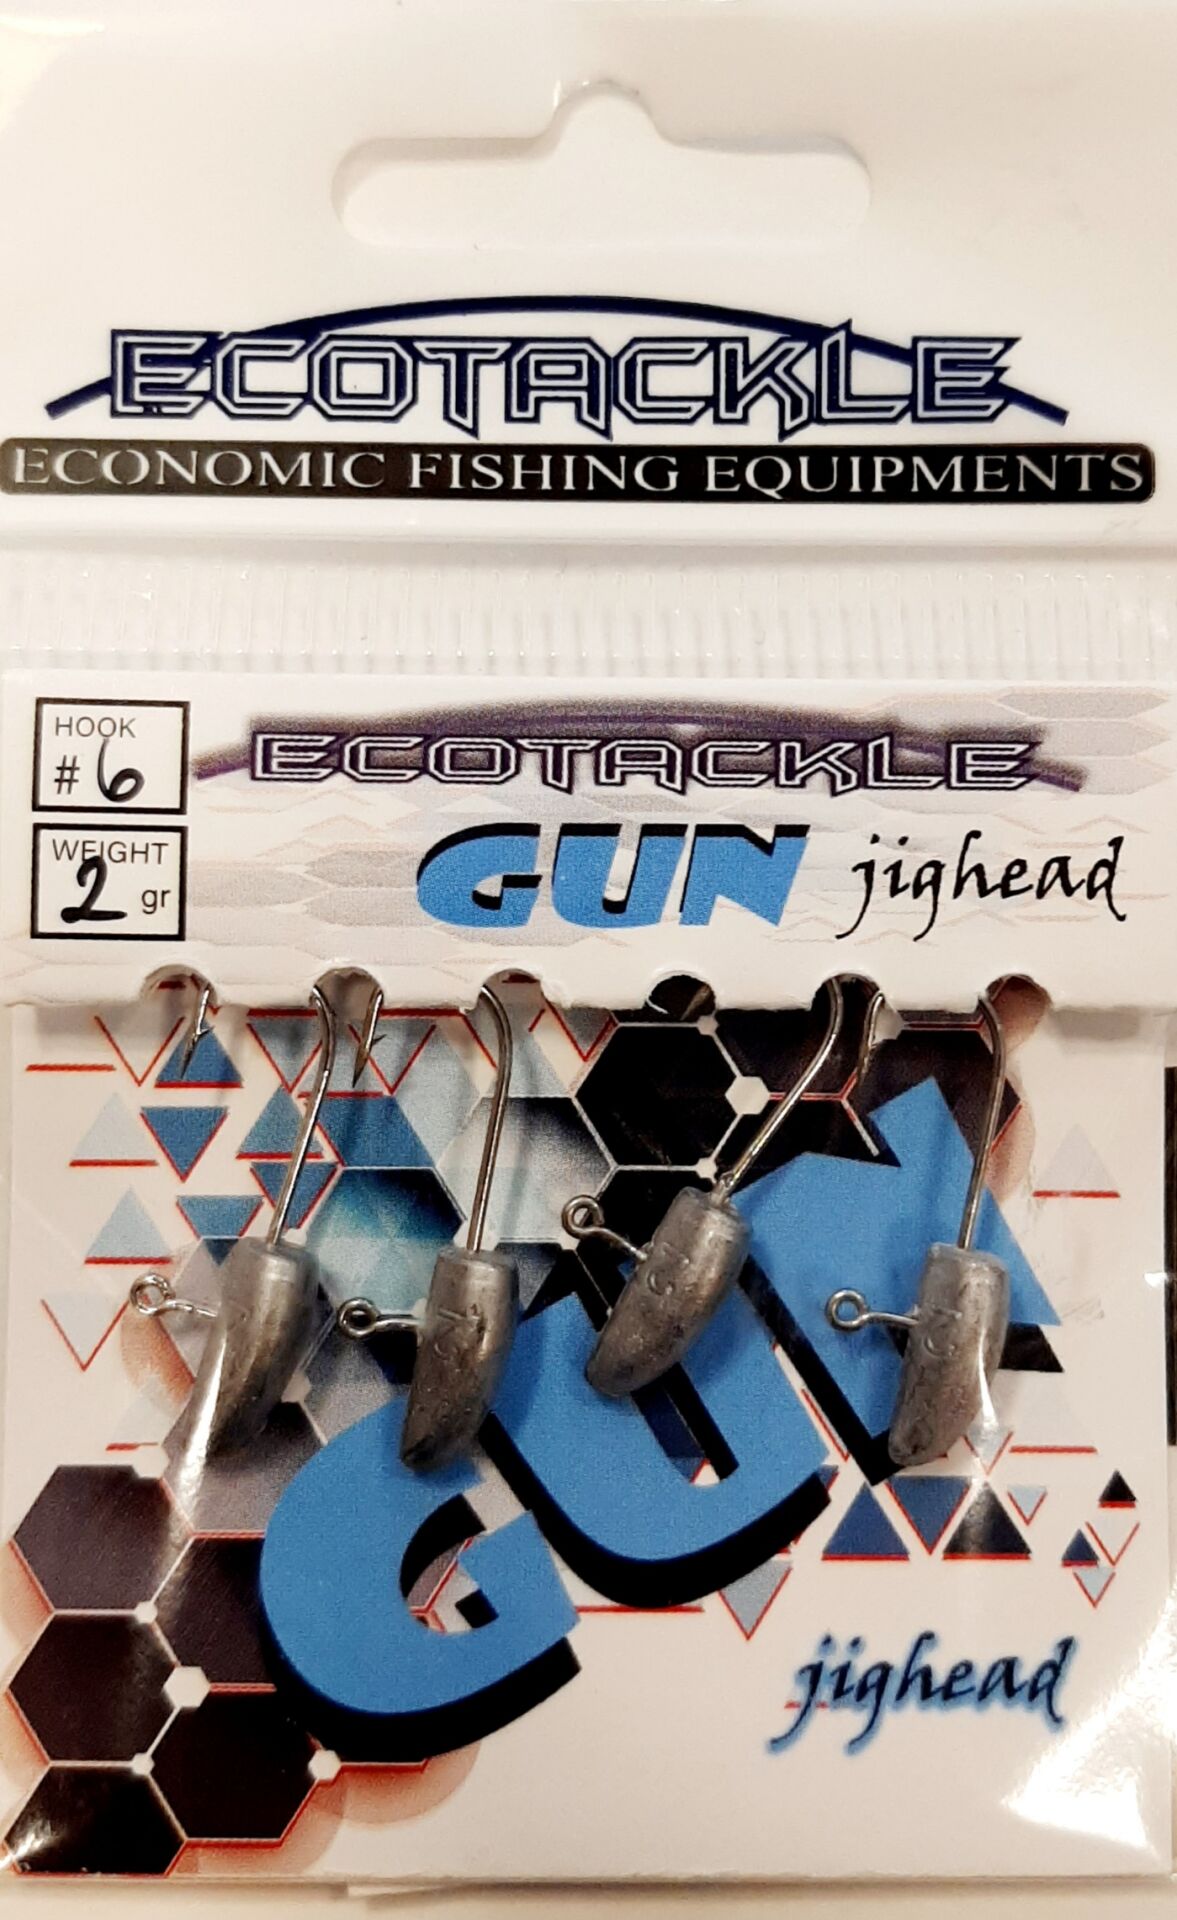 ECOTACKLE
ECONOMIC FISHING EQUIPMENTS
HOOK
# 6
WEIGHT
2 gr
ECOTACKLE
GUN jighead
GUN
jighead